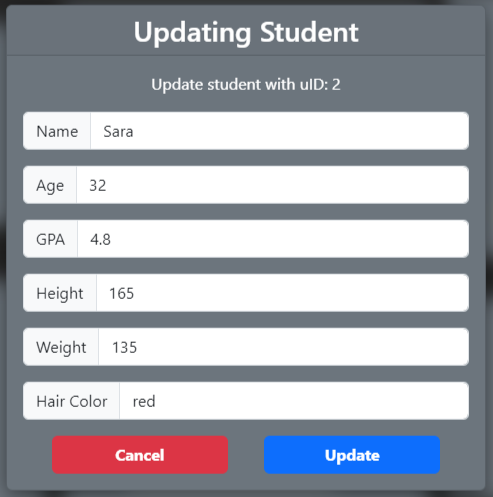 Updating Student
Update student with uID: 2
Name Sara
Age 32
GPA 4.8
Height 165
Weight 135
Hair Color red
Cancel Update